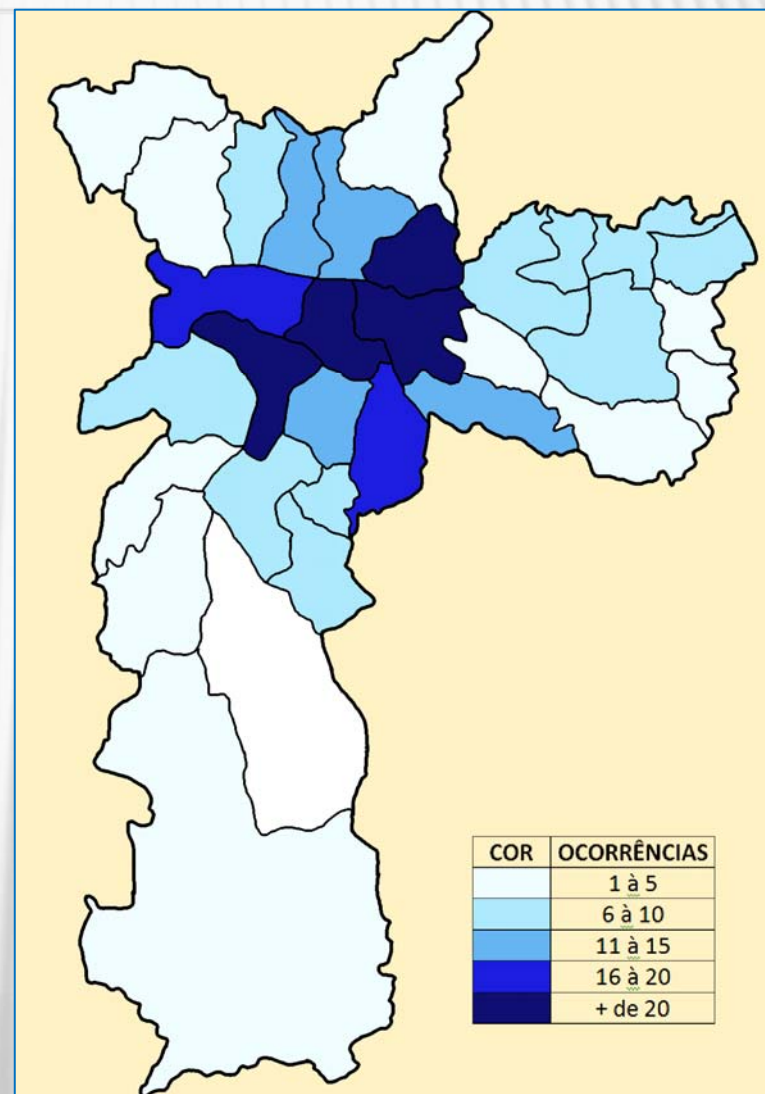 COR OCORRÊNCIAS
1 à 5
6 à 10
11 à 15
16 à 20
+ de 20